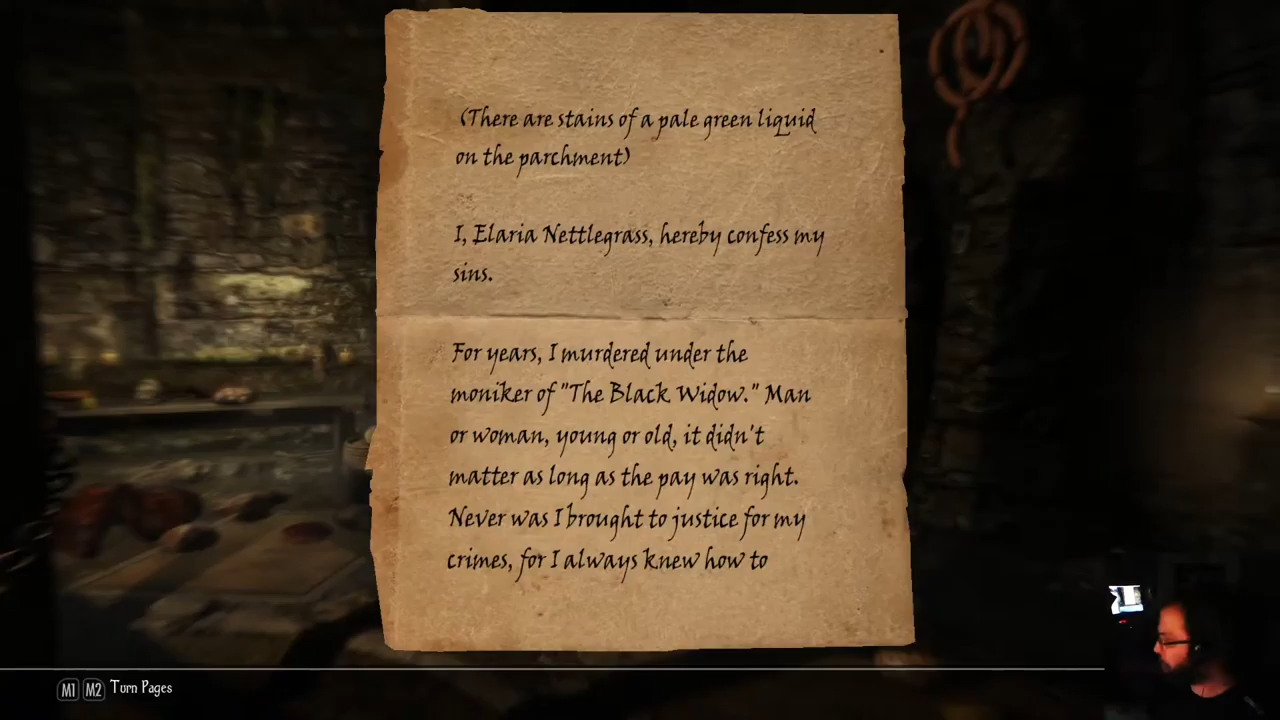 (There are stains of a pale green liquid
on the parchment)
I, Elaria Nettlegrass, hereby confess my
sins.
For years, I murdered under the
moniker of "The Black Widow." Man
or woman, young or old, it didn't
matter as long as the pay was right.
Never was I brought to justice for my
crimes, for I always knew how to
M1 M2 Turn Pages